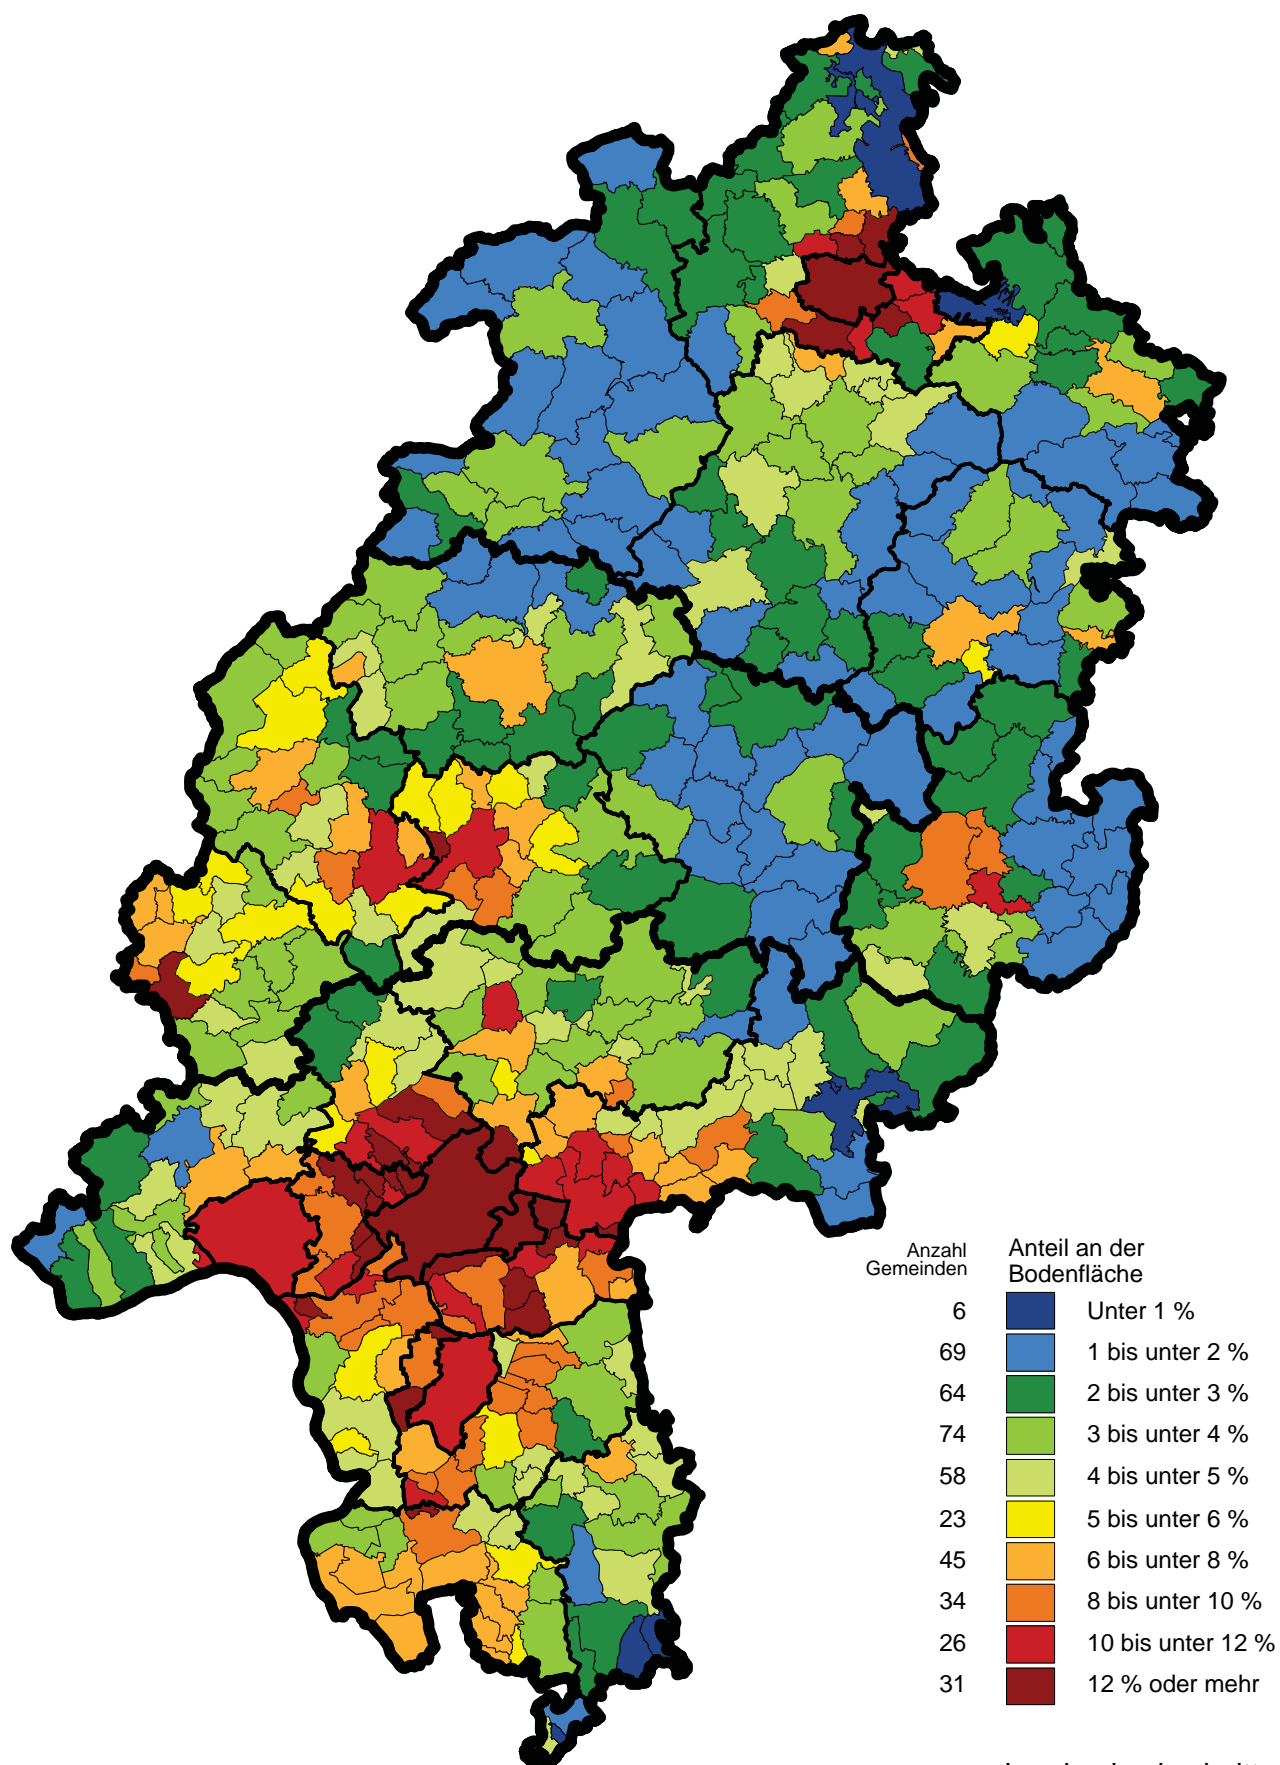 Anzahl
Gemeinden
Anteil an der
Bodenfläche
6 Unter 1 %
69 1 bis unter 2 %
64 2 bis unter 3 %
74 3 bis unter 4 %
58 4 bis unter 5 %
23 5 bis unter 6 %
45 6 bis unter 8 %
34 8 bis unter 10 %
26 10 bis unter 12 %
31 12 % oder mehr